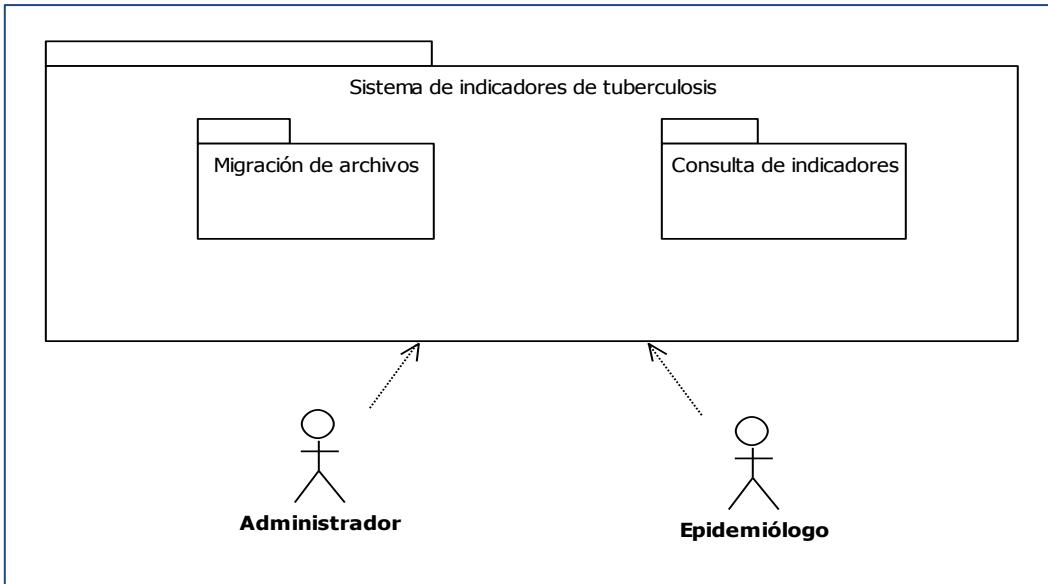 Sistema de indicadores de tuberculosis
Migración de archivos
Consulta de indicadores
Administrador
Epidemiólogo